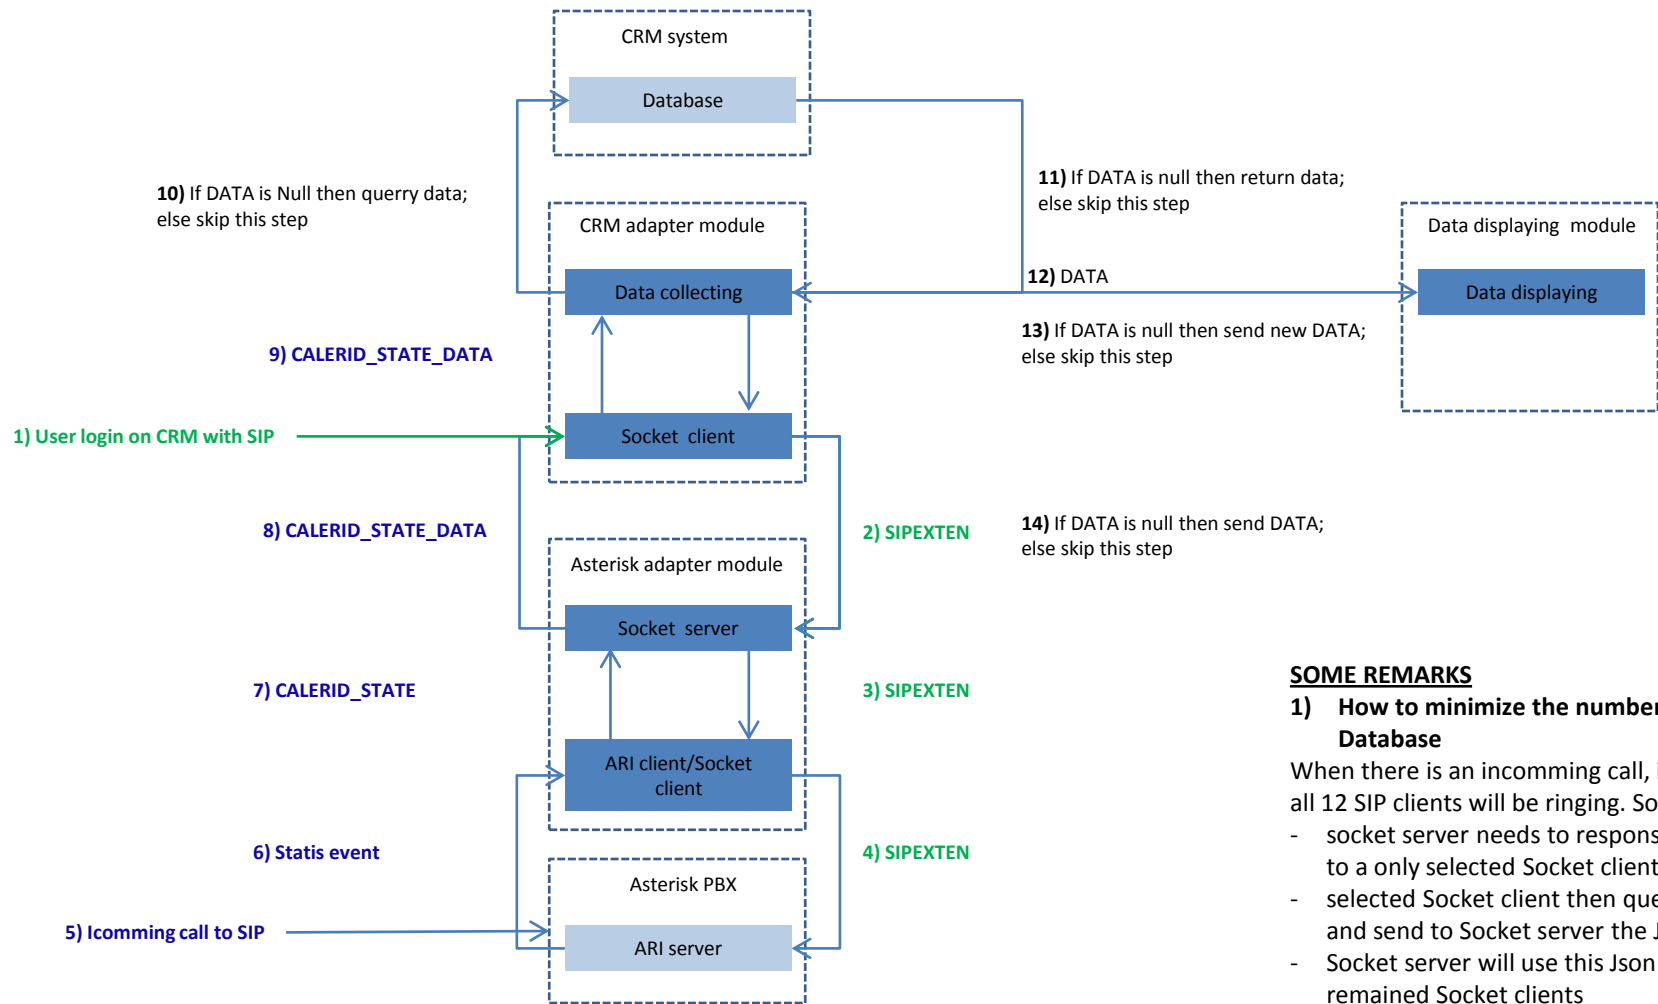 CRM system
Database
10) If DATA is Null then querry data;
else skip this step
11) If DATA is null then return data;
else skip this step
CRM adapter module
Data displaying module
Data collecting
12) DATA
Data displaying
13) If DATA is null then send new DATA;
else skip this step
9) CALERID_STATE_DATA
1) User login on CRM with SIP
Socket client
8) CALERID_STATE_DATA
2) SIPEXTEN
14) If DATA is null then send DATA;
else skip this step
Asterisk adapter module
Socket server
7) CALERID_STATE
3) SIPEXTEN
ARI client/Socket
client
6) Statis event
4) SIPEXTEN
Asterisk PBX
5) Icomming call to SIP
ARI server
SOME REMARKS
1) How to minimize the number
Database
When there is an incomming call, i
all 12 SIP clients will be ringing. So
- socket server needs to respons
to a only selected Socket client
- selected Socket client then que
and send to Socket server the J
- Socket server will use this Json
remained Socket clients